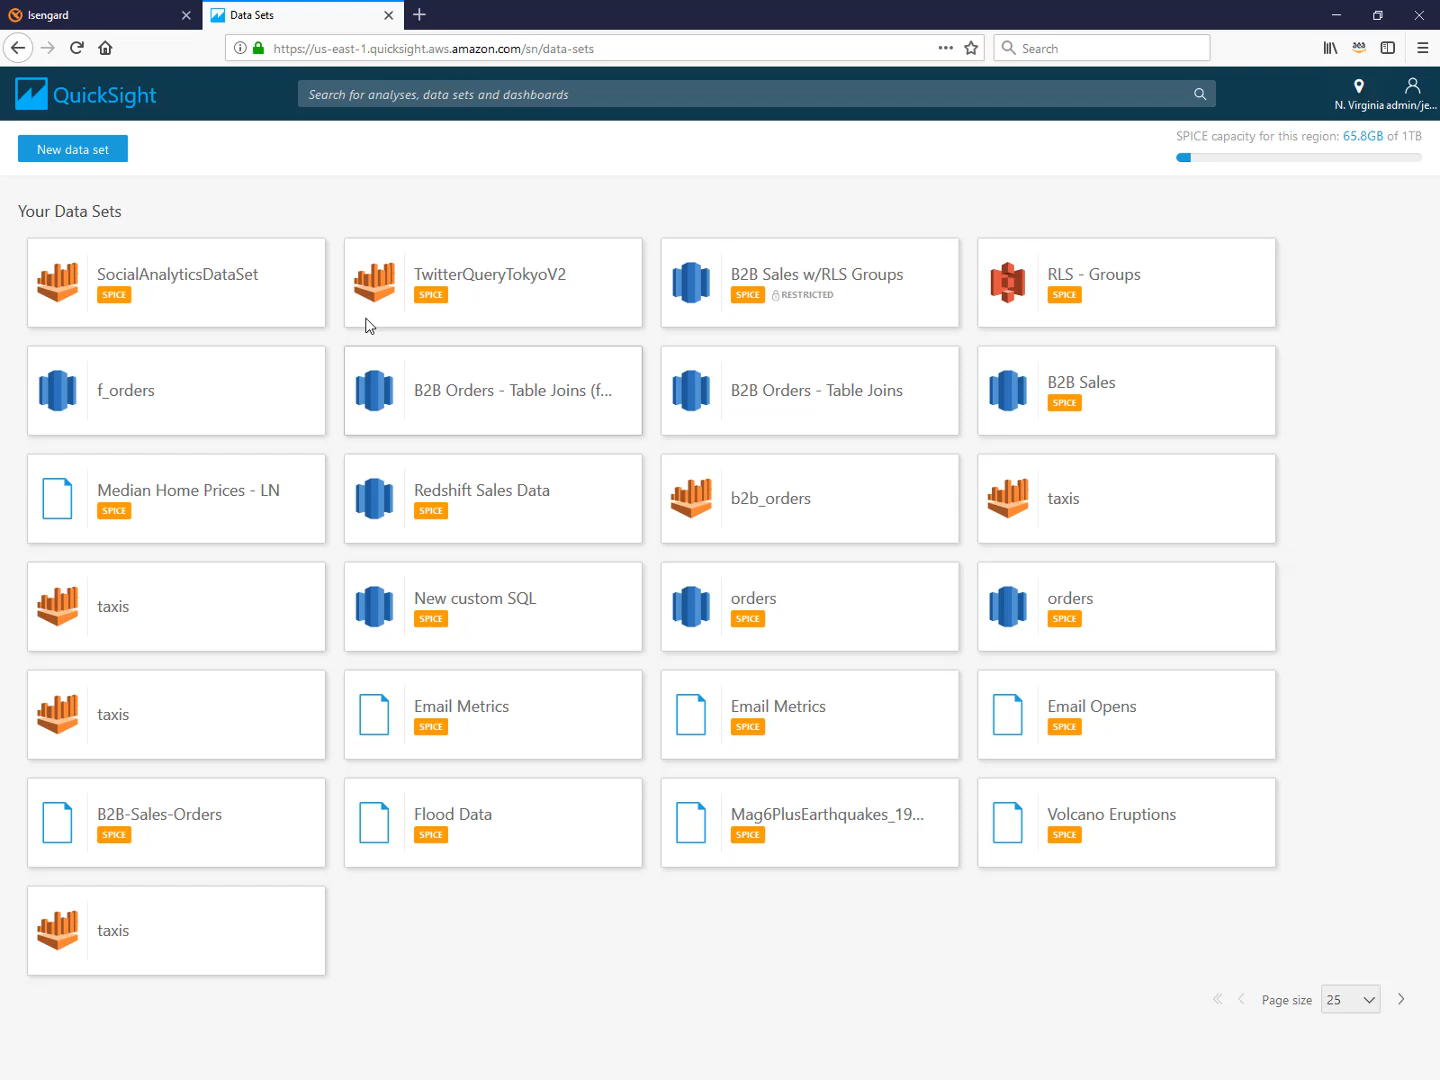 Isengard
Data Sets
https://us-east-1.quicksight.aws.amazon.com/sn/data-sets
Search
QuickSight
Search for analyses, data sets and dashboards
N. Virginia
admin/je...
New data set
SPICE capacity for this region: 65.8GB of 1TB
Your Data Sets
SocialAnalyticsDataSet
SPICE
TwitterQueryTokyoV2
SPICE
B2B Sales w/RLS Groups
SPICE RESTRICTED
RLS - Groups
SPICE
f_orders
B2B Orders - Table Joins (f...
B2B Orders - Table Joins
B2B Sales
SPICE
Median Home Prices - LN
SPICE
Redshift Sales Data
SPICE
b2b_orders
taxis
taxis
New custom SQL
SPICE
orders
SPICE
orders
SPICE
taxis
Email Metrics
SPICE
Email Metrics
SPICE
Email Opens
SPICE
B2B-Sales-Orders
SPICE
Flood Data
SPICE
Mag6PlusEarthquakes_19...
SPICE
Volcano Eruptions
SPICE
taxis
Page size 25